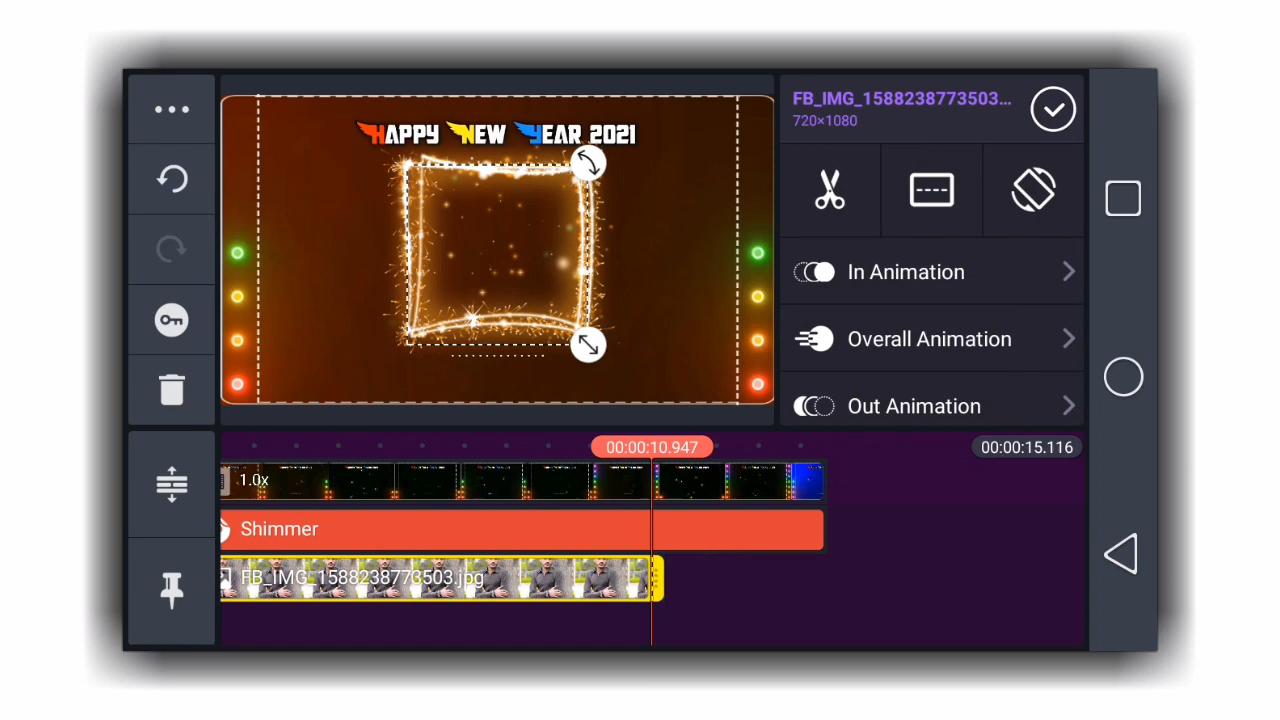 HAPPY NEW YEAR 2021
FB_IMG_1588238773503...
720×1080
In Animation
Overall Animation
Out Animation
00:00:10.947
00:00:15.116
1.0x
Shimmer
FB_IMG_1588238773503.jpg